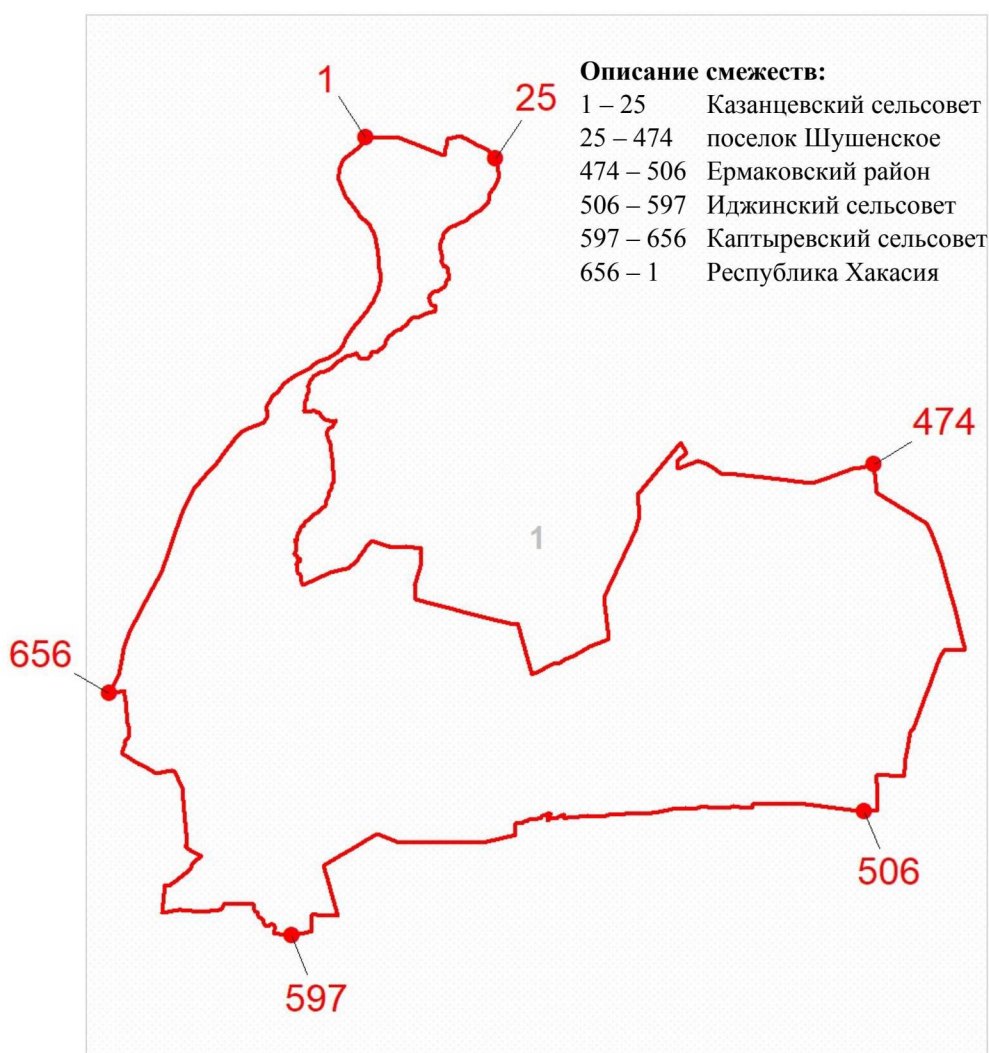 Описание смежеств:
1 – 25 Казанцевский сельсовет
25 – 474 поселок Шушенское
474 – 506 Ермаковский район
506 – 597 Иджинский сельсовет
597 – 656 Каптыревский сельсовет
656 – 1 Республика Хакасия
1
25
474
1
656
506
597